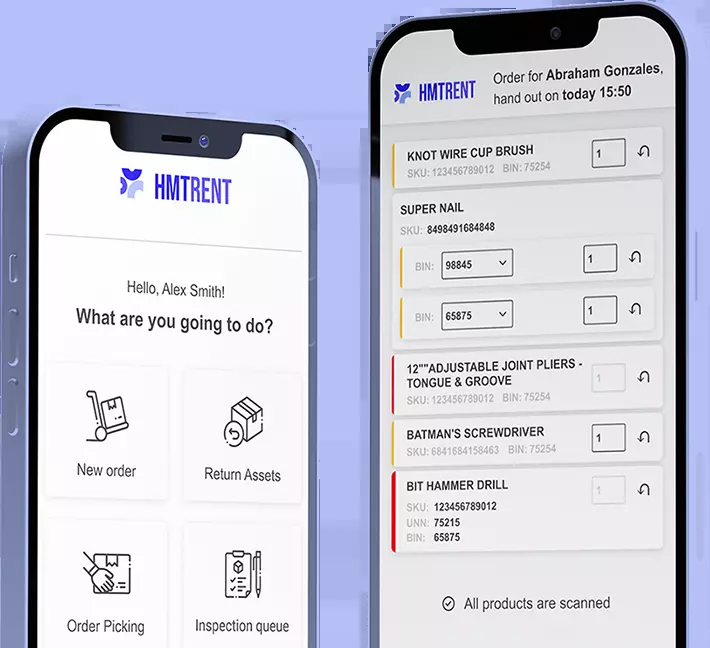 HMTRENT
Hello, Alex Smith!
What are you going to do?
New order
Return Assets
Order Picking
Inspection queue
HMTRENT
Order for Abraham Gonzales,
hand out on today 15:50
KNOT WIRE CUP BRUSH
SKU: 123456789012 BIN: 75254
1
SUPER NAIL
SKU: 8498491684848
BIN: 98845 1
BIN: 65875 1
12""ADJUSTABLE JOINT PLIERS -
TONGUE & GROOVE
SKU: 123456789012 BIN: 75254
1
BATMAN'S SCREWDRIVER
SKU: 6841684158463 BIN: 75254
1
BIT HAMMER DRILL
1
SKU: 123456789012
UNN: 75215
BIN: 65875
All products are scanned